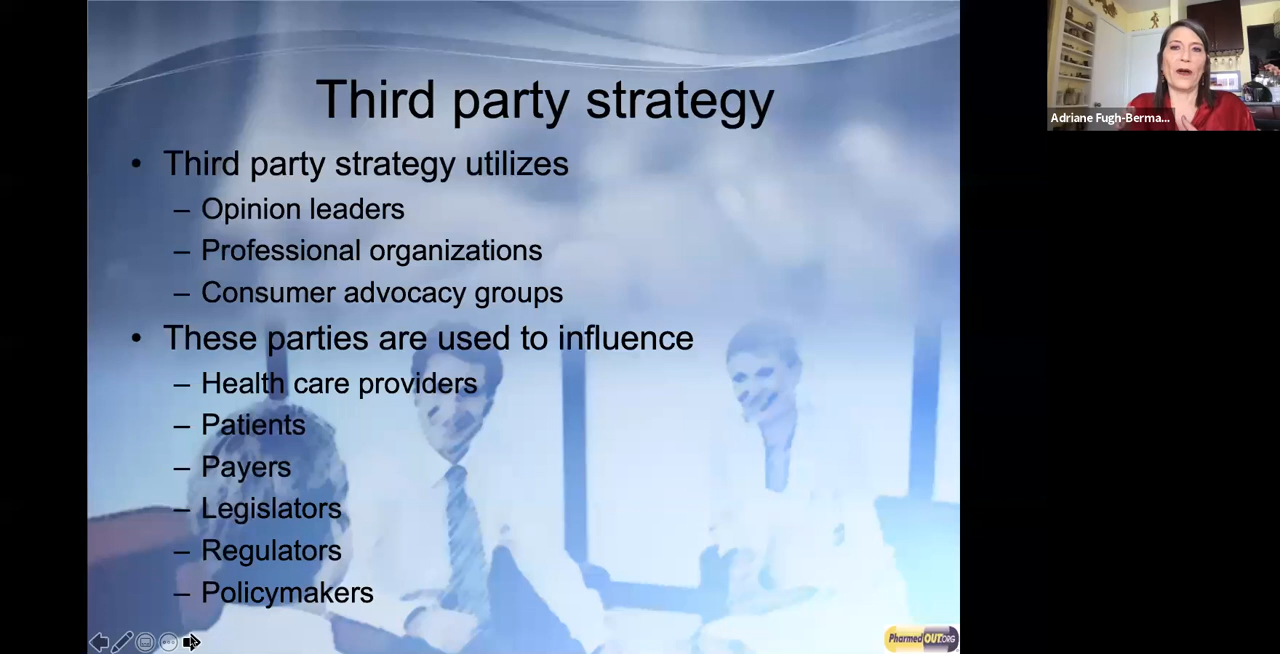 Third party strategy
• Third party strategy utilizes
– Opinion leaders
– Professional organizations
– Consumer advocacy groups
• These parties are used to influence
– Health care providers
– Patients
– Payers
– Legislators
– Regulators
– Policymakers
PharmedOUT.ORG
Adriane Fugh-Berma...